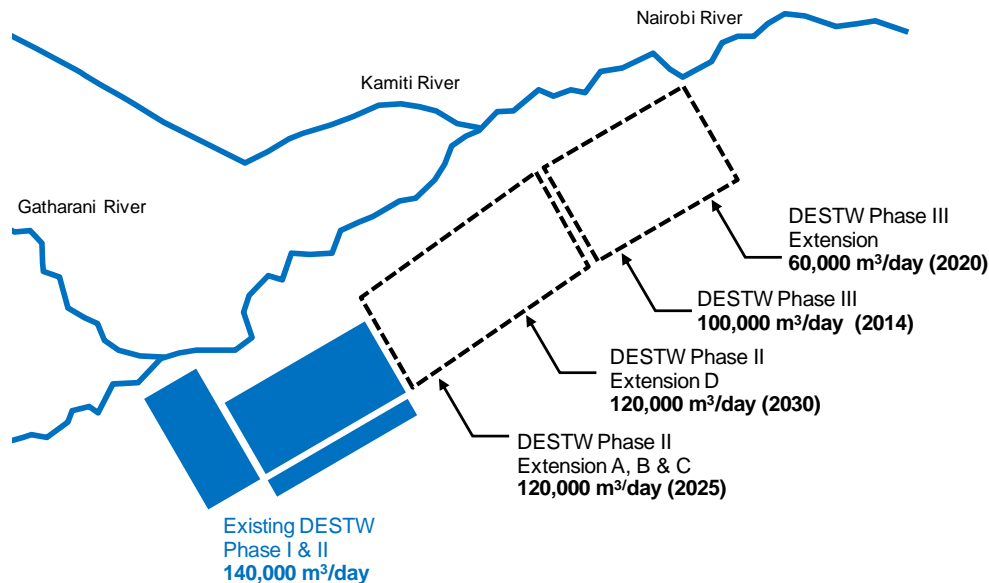 Nairobi River
Kamiti River
Gatharani River
DESTW Phase III
Extension
60,000 m³/day (2020)
DESTW Phase III
100,000 m³/day (2014)
DESTW Phase II
Extension D
120,000 m³/day (2030)
DESTW Phase II
Extension A, B & C
120,000 m³/day (2025)
Existing DESTW
Phase I & II
140,000 m³/day